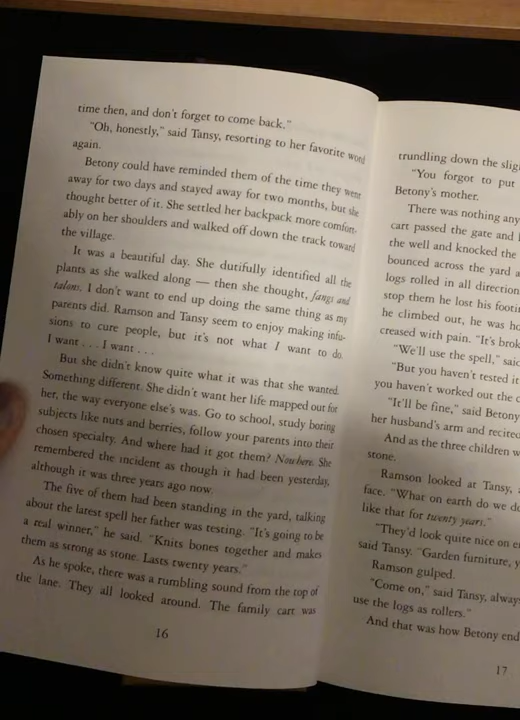 time then, and don't forget to come back."
"Oh, honestly," said Tansy, resorting to her favorite word
again.
Betony could have reminded them of the time they went
away for two days and stayed away for two months, but she
thought better of it. She settled her backpack more comfort-
ably on her shoulders and walked off down the track toward
the village.
It was a beautiful day. She dutifully identified all the
plants as she walked along — then she thought, fangs and
talons. I don't want to end up doing the same thing as my
parents did. Ramson and Tansy seem to enjoy making infu-
sions to cure people, but it's not what I want to do.
I want . . . I want . . .
But she didn't know quite what it was that she wanted.
Something different. She didn't want her life mapped out for
her, the way everyone else's was. Go to school, study boring
subjects like nuts and berries, follow your parents into their
chosen specialty. And where had it got them? Nowhere. She
remembered the incident as though it had been yesterday,
although it was three years ago now.
The five of them had been standing in the yard, talking
about the latest spell her father was testing. "It's going to be
a real winner," he said. "Knits bones together and makes
them as strong as stone. Lasts twenty years."
As he spoke, there was a rumbling sound from the top of
the lane. They all looked around. The family cart was
16
trundling down the
"You forgot to put
Betony's mother.
There was nothing
cart passed the gate and
the well and knocked the
bounced across the yard
logs rolled in all
stop them he lost his
he climbed out, he was
creased with pain. "It's
"We'll use the spell,"
"But you haven't tested
you haven't worked out the
"It'll be fine," said Betony
her husband's arm and recited
And as the three children
stone.
Ramson looked at Tansy,
face. "What on earth do we
like that for twenty years."
"They'd look quite nice on
said Tansy. "Garden furniture,
Ramson gulped.
"Come on," said Tansy,
use the logs as rollers."
And that was how Betony
17